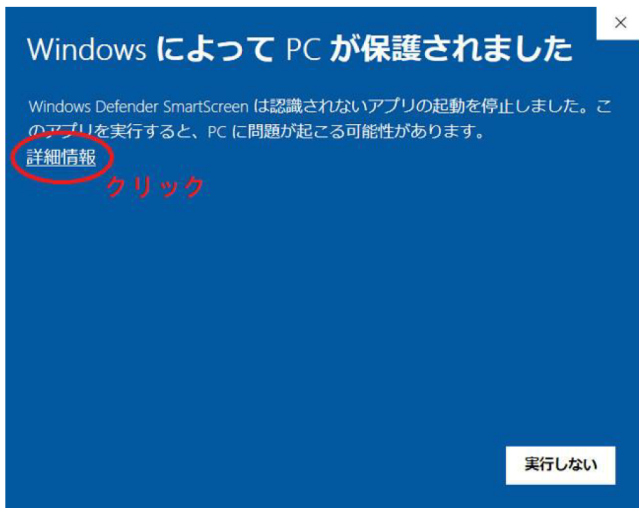 Windows によって PC が保護されました
Windows Defender SmartScreen は認識されないアプリの起動を停止しました。こ
のアプリを実行すると、PC に問題が起こる可能性があります。
詳細情報
クリック
実行しない